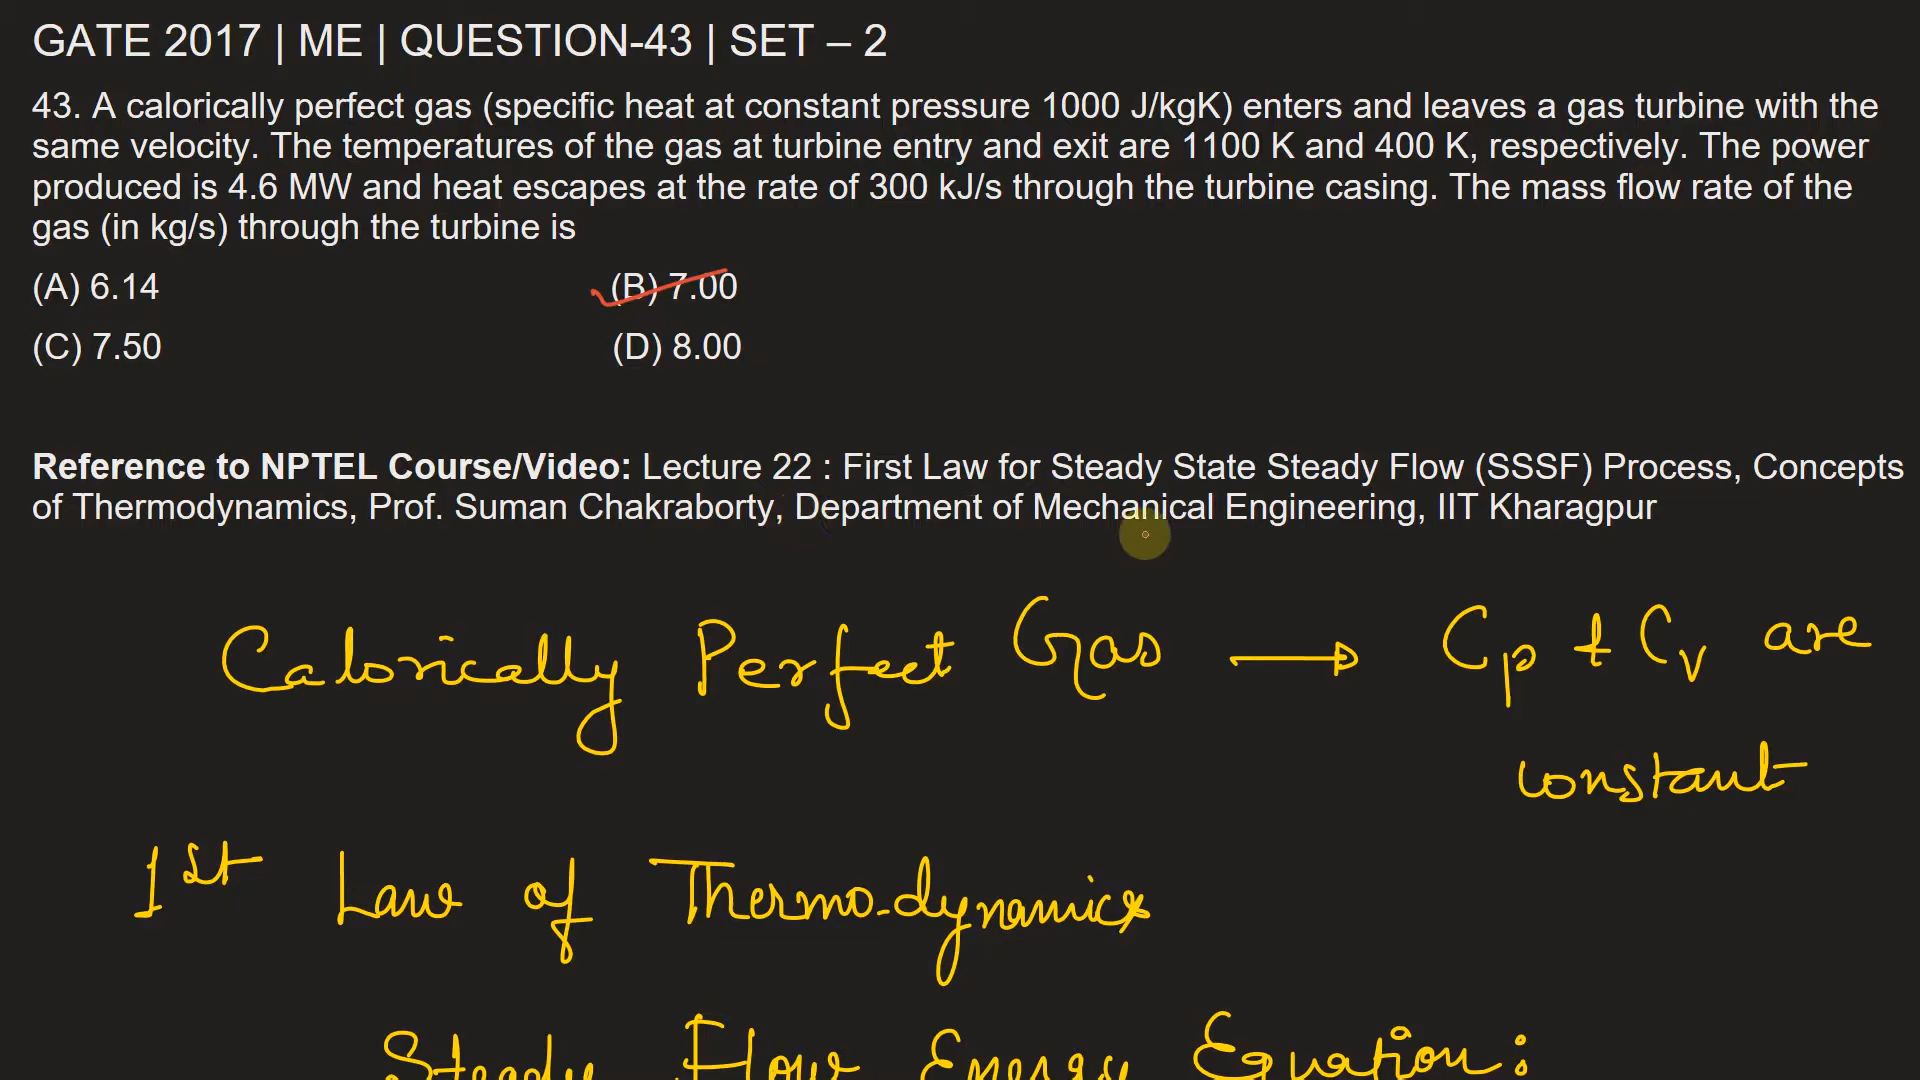 GATE 2017 | ME | QUESTION-43 | SET – 2
43. A calorically perfect gas (specific heat at constant pressure 1000 J/kgK) enters and leaves a gas turbine with the
same velocity. The temperatures of the gas at turbine entry and exit are 1100 K and 400 K, respectively. The power
produced is 4.6 MW and heat escapes at the rate of 300 kJ/s through the turbine casing. The mass flow rate of the
gas (in kg/s) through the turbine is
(A) 6.14 (B) 7.00
(C) 7.50 (D) 8.00
Reference to NPTEL Course/Video: Lecture 22 : First Law for Steady State Steady Flow (SSSF) Process, Concepts
of Thermodynamics, Prof. Suman Chakraborty, Department of Mechanical Engineering, IIT Kharagpur
Calorically Perfect Gas → Cp & Cv are
constant
1st Law of Thermo-dynamics
Steady Flow Energy Equation: